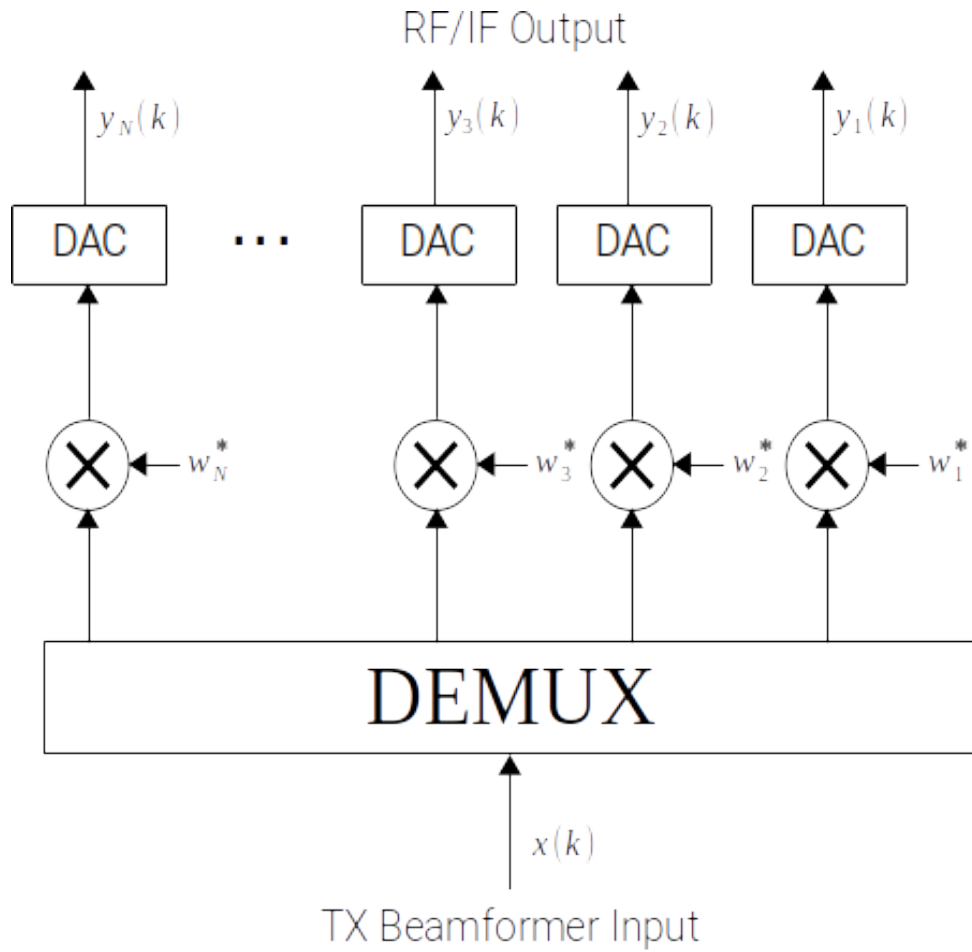 RF/IF Output
y_N(k) y_3(k) y_2(k) y_1(k)
DAC ... DAC DAC DAC
w_N^* w_3^* w_2^* w_1^*
DEMUX
x(k)
TX Beamformer Input